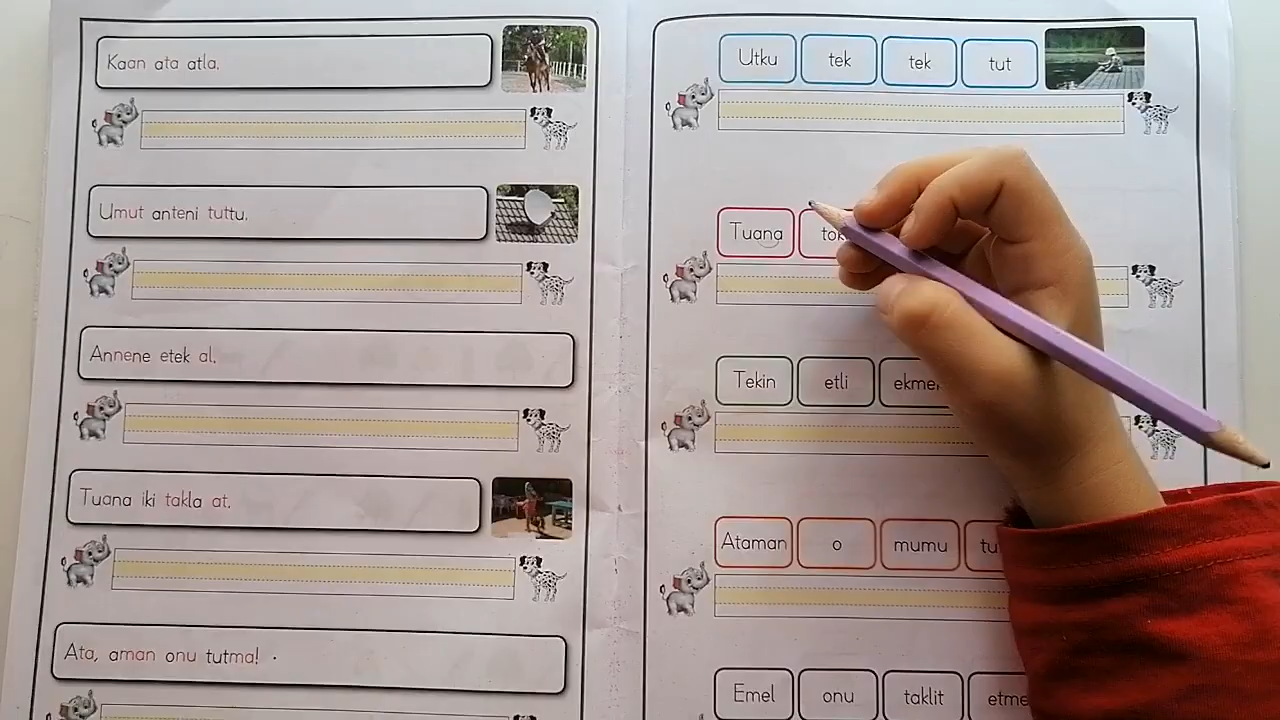 Kaan ata atla.
Umut anteni tuttu.
Annene etek al.
Tuana iki takla at.
Ata, aman onu tutma!
Utku tek tek tut
Tuana
Tekin etli
Ataman o mumu
Emel onu taklit